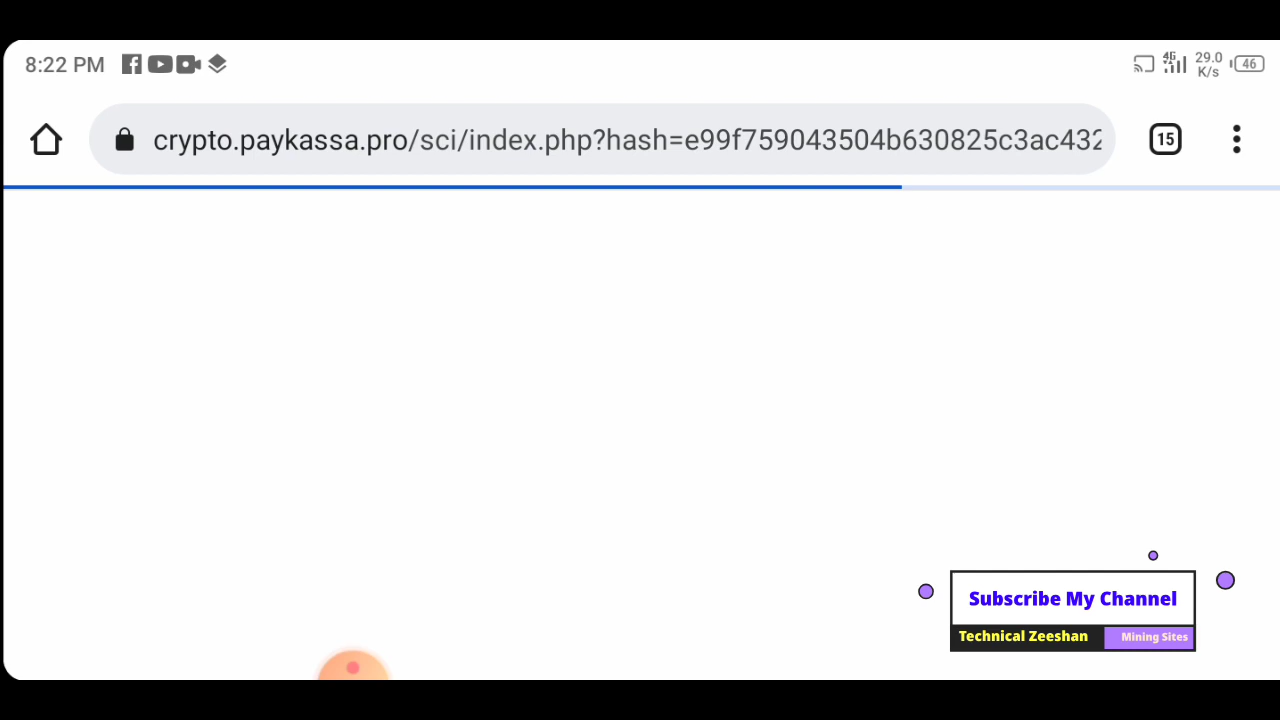 8:22 PM
4G
29.0
K/s
46
crypto.paykassa.pro/sci/index.php?hash=e99f759043504b630825c3ac432
15
Subscribe My Channel
Technical Zeeshan
Mining Sites